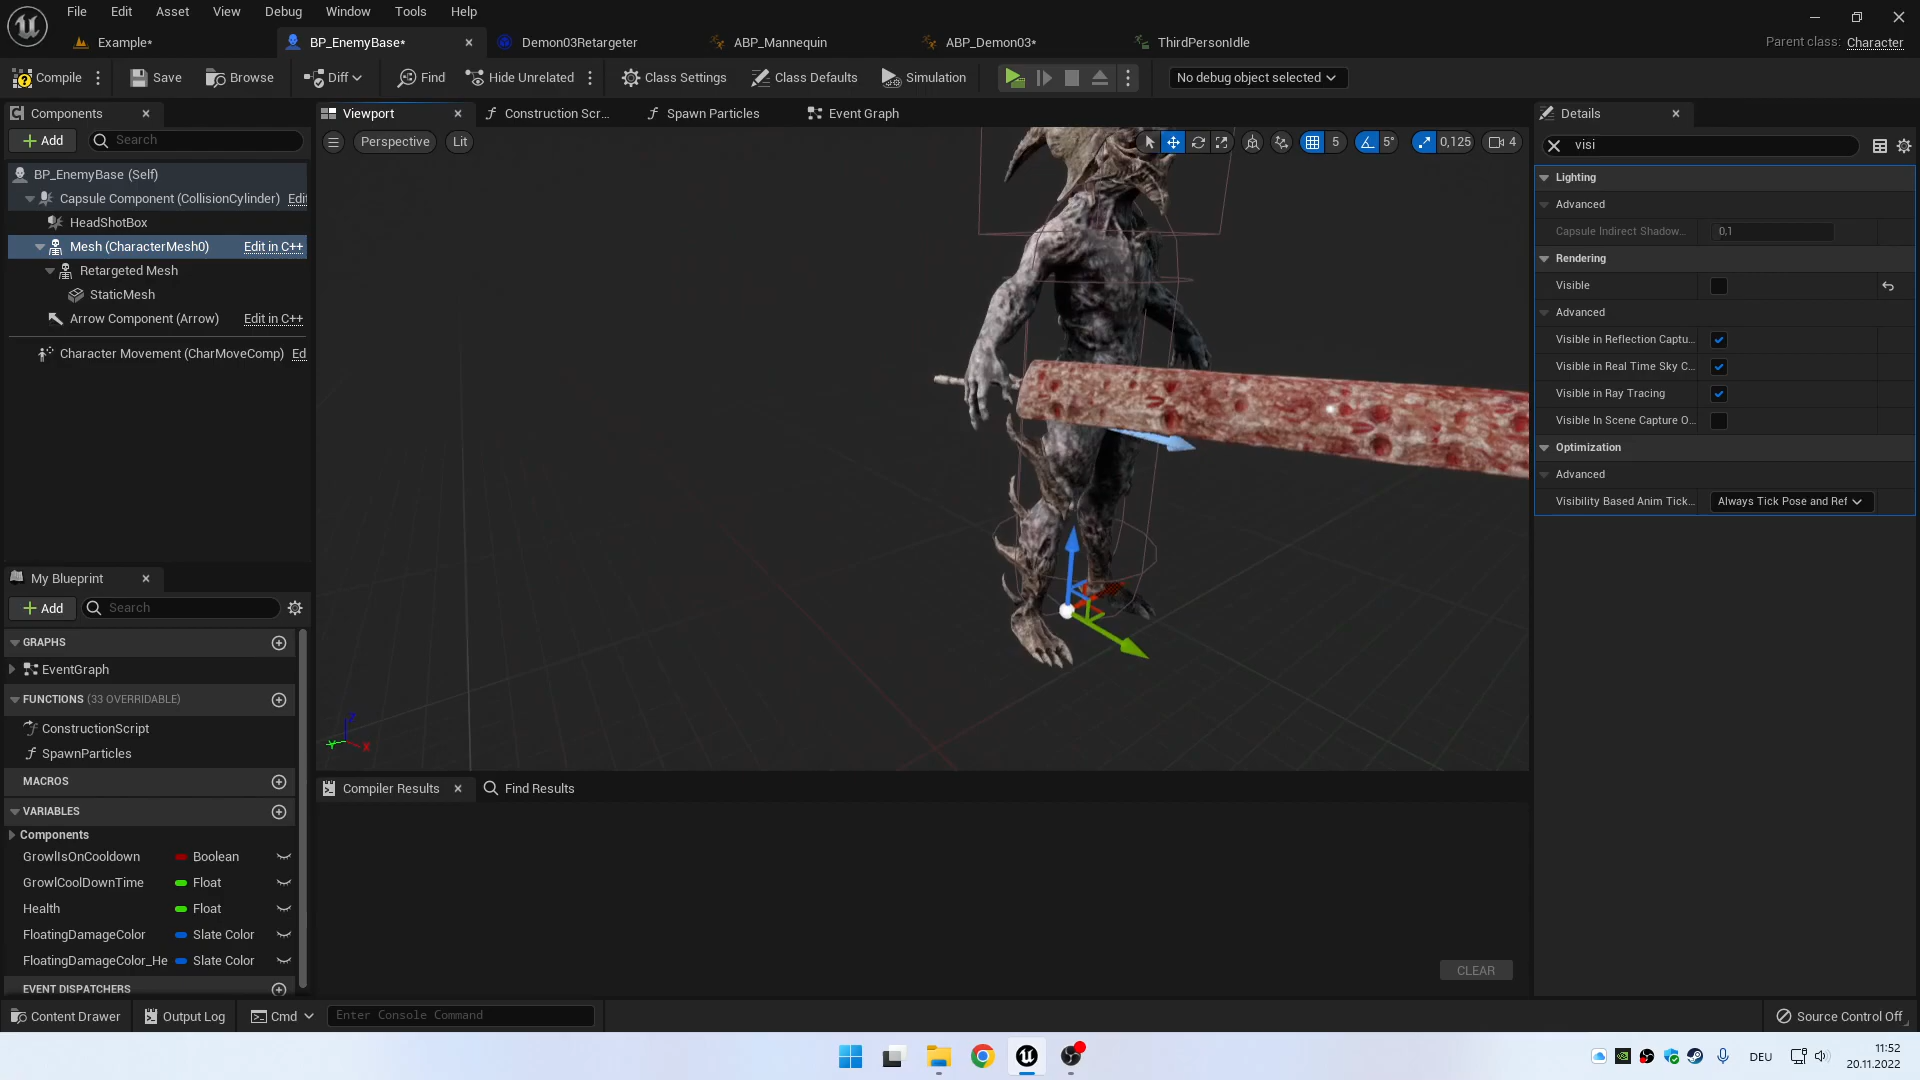 File Edit Asset View Debug Window Tools Help
Example* BP_EnemyBase* Demon03Retargeter ABP_Mannequin ABP_Demon03* ThirdPersonIdle Parent class: Character
Compile Save Browse Diff Find Hide Unrelated Class Settings Class Defaults Simulation No debug object selected
Components Viewport Construction Scr... Spawn Particles Event Graph Details
Add Search Perspective Lit 5 5° 0,125 4 visi
BP_EnemyBase (Self)
Capsule Component (CollisionCylinder) Edit
HeadShotBox
Mesh (CharacterMesh0) Edit in C++
Retargeted Mesh
StaticMesh
Arrow Component (Arrow) Edit in C++
Character Movement (CharMoveComp) Ed
Lighting
Advanced
Capsule Indirect Shadow... 0,1
Rendering
Visible
Advanced
Visible in Reflection Captu...
Visible in Real Time Sky C...
Visible in Ray Tracing
Visible In Scene Capture O...
Optimization
Advanced
Visibility Based Anim Tick... Always Tick Pose and Ref
Z
Y X
My Blueprint
Add Search
GRAPHS
EventGraph
FUNCTIONS (33 OVERRIDABLE)
ConstructionScript
SpawnParticles
MACROS
VARIABLES
Components
GrowlIsOnCooldown Boolean
GrowlCoolDownTime Float
Health Float
FloatingDamageColor Slate Color
FloatingDamageColor_He Slate Color
EVENT DISPATCHERS
Compiler Results Find Results
CLEAR
Content Drawer Output Log Cmd Enter Console Command Source Control Off
DEU 11:52
20.11.2022